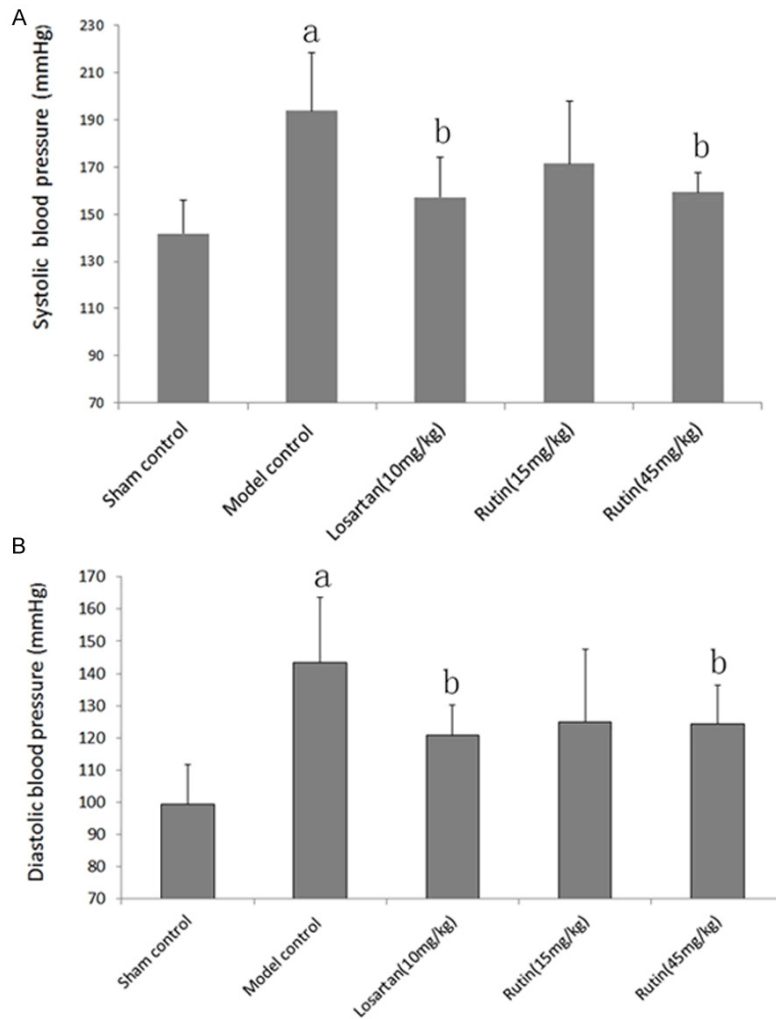 A
Systolic blood pressure (mmHg)
230
210
190
170
150
130
110
90
70
a
b
b
Sham control
Model control
Losartan(10mg/kg)
Rutin(15mg/kg)
Rutin(45mg/kg)
B
Diastolic blood pressure (mmHg)
170
160
150
140
130
120
110
100
90
80
70
a
b
b
Sham control
Model control
Losartan(10mg/kg)
Rutin(15mg/kg)
Rutin(45mg/kg)